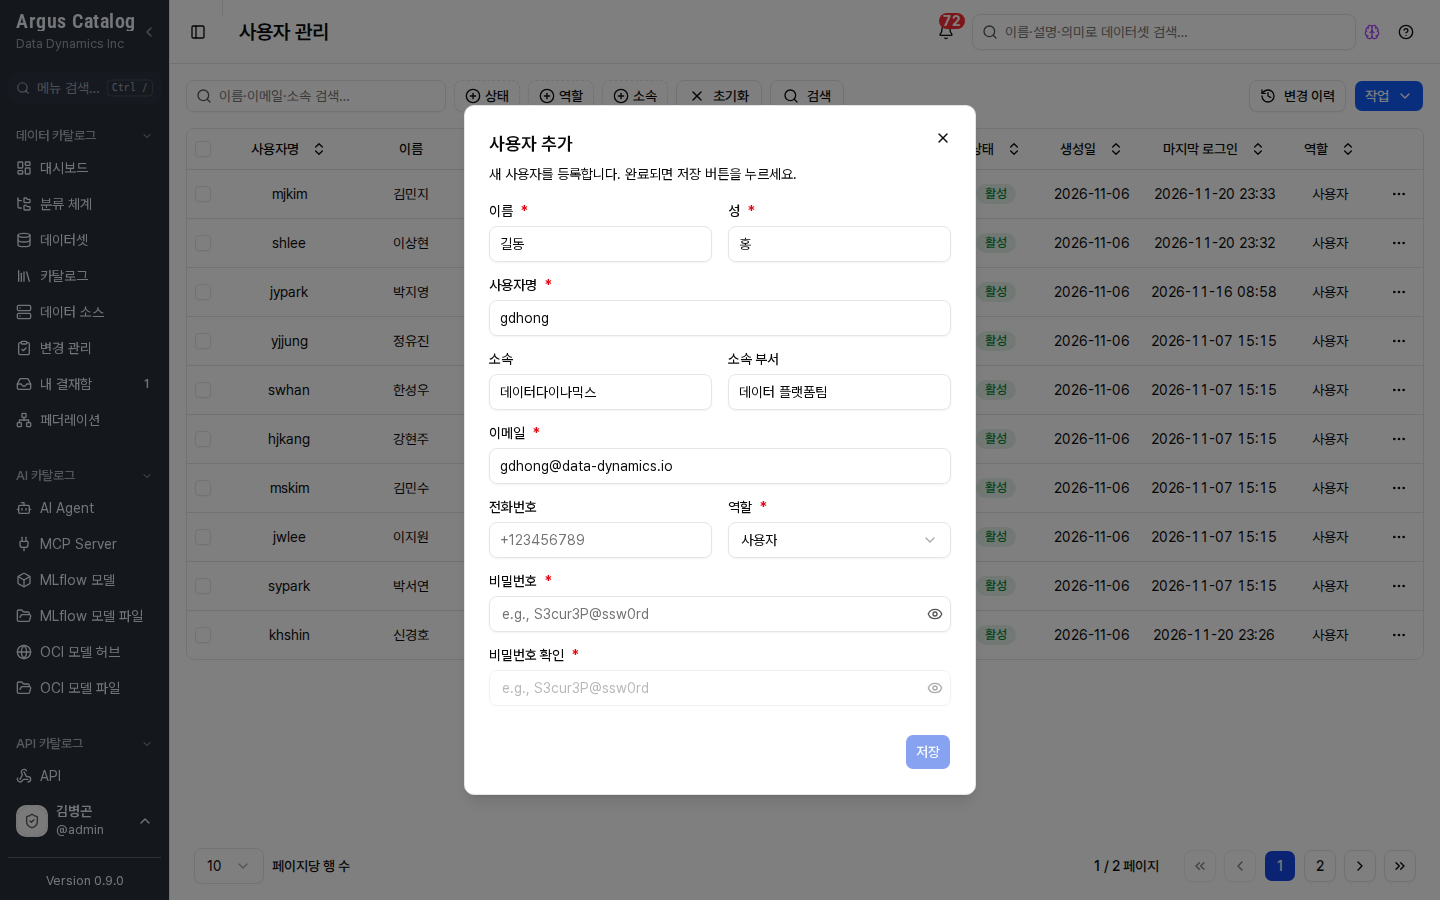 Argus Catalog
Data Dynamics Inc
메뉴 검색... Ctrl /
데이터 카탈로그
대시보드
분류 체계
데이터셋
카탈로그
데이터 소스
변경 관리
내 결재함 1
페더레이션
AI 카탈로그
AI Agent
MCP Server
MLflow 모델
MLflow 모델 파일
OCI 모델 허브
OCI 모델 파일
API 카탈로그
API
김병곤
@admin
Version 0.9.0
사용자 관리
72
이름·설명·의미로 데이터셋 검색...
이름·이메일·소속 검색...
상태
역할
소속
초기화
검색
변경 이력
작업
사용자명 이름 상태 생성일 마지막 로그인 역할
mjkim 김민지 활성 2026-11-06 2026-11-20 23:33 사용자
shlee 이상현 활성 2026-11-06 2026-11-20 23:32 사용자
jypark 박지영 활성 2026-11-06 2026-11-16 08:58 사용자
yjjung 정유진 활성 2026-11-06 2026-11-07 15:15 사용자
swhan 한성우 활성 2026-11-06 2026-11-07 15:15 사용자
hjkang 강현주 활성 2026-11-06 2026-11-07 15:15 사용자
mskim 김민수 활성 2026-11-06 2026-11-07 15:15 사용자
jwlee 이지원 활성 2026-11-06 2026-11-07 15:15 사용자
sypark 박서연 활성 2026-11-06 2026-11-07 15:15 사용자
khshin 신경호 활성 2026-11-06 2026-11-20 23:26 사용자
사용자 추가
새 사용자를 등록합니다. 완료되면 저장 버튼을 누르세요.
이름 * 성 *
길동 홍
사용자명 *
gdhong
소속 소속 부서
데이터다이나믹스 데이터 플랫폼팀
이메일 *
gdhong@data-dynamics.io
전화번호 역할 *
+123456789 사용자
비밀번호 *
e.g., S3cur3P@ssw0rd
비밀번호 확인 *
e.g., S3cur3P@ssw0rd
저장
10 페이지당 행 수
1 / 2 페이지
1 2